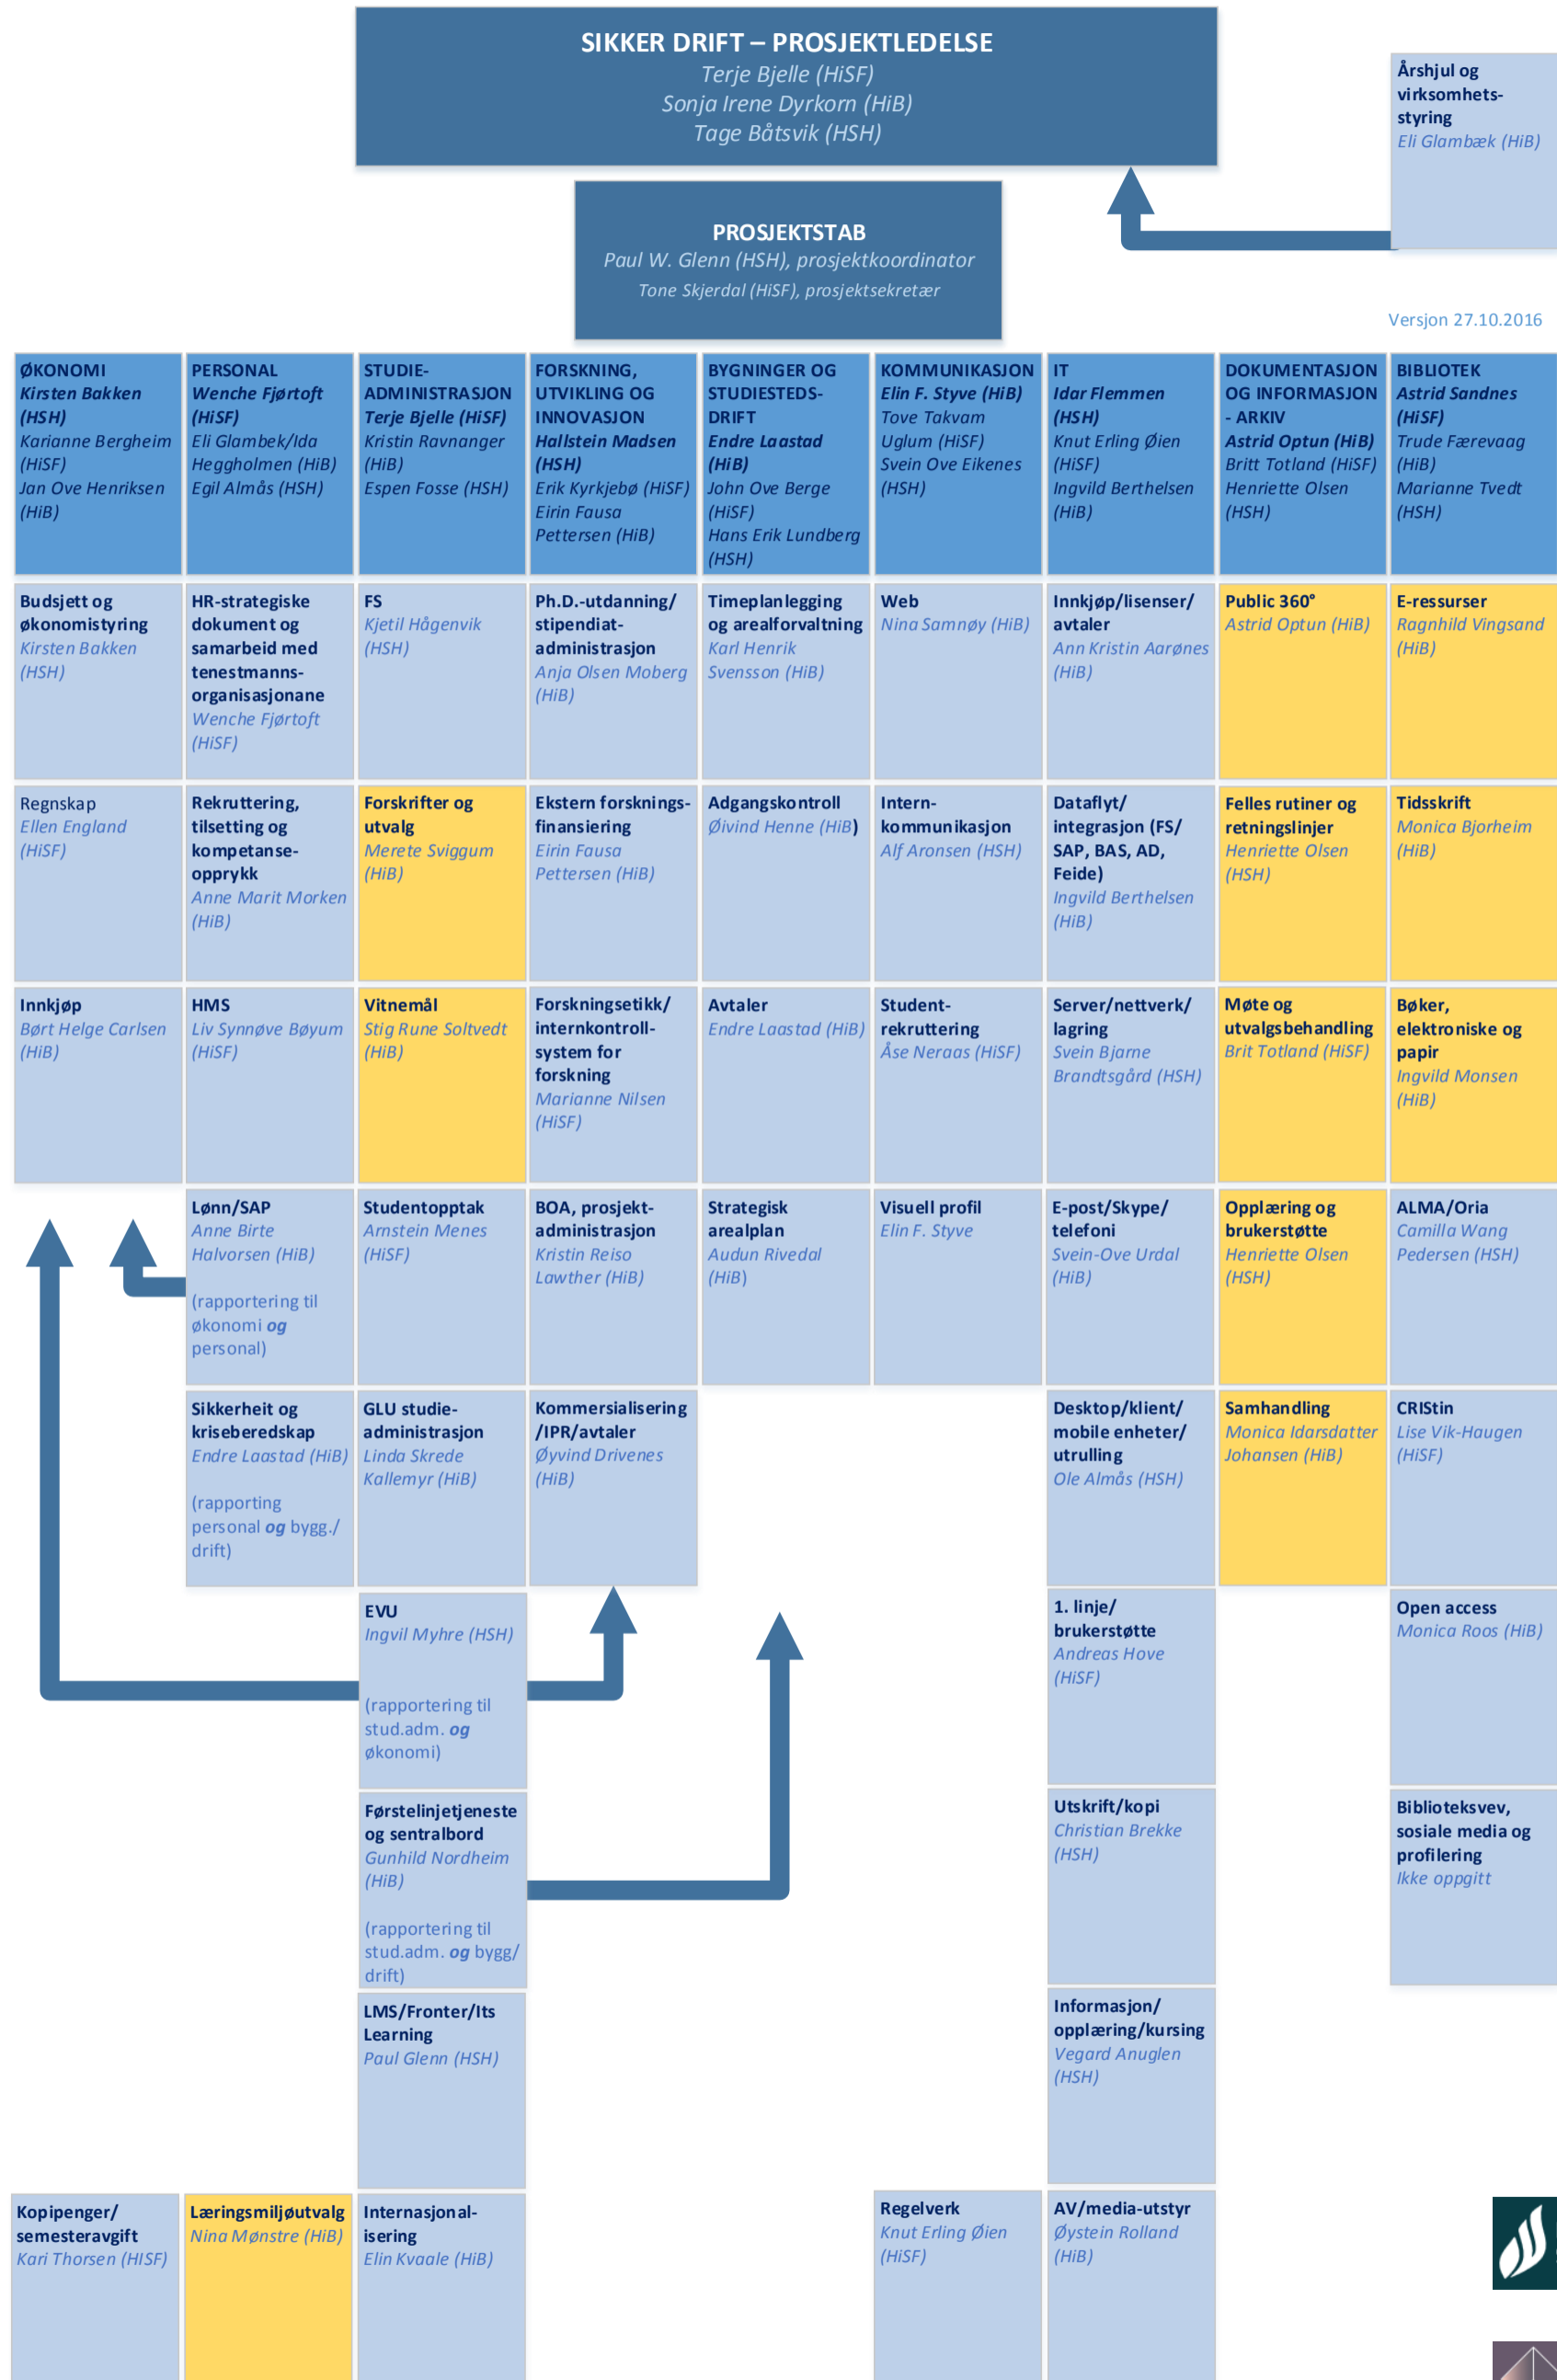 SIKKER DRIFT – PROSJEKTLEDELSE
Terje Bjelle (HiSF)
Sonja Irene Dyrkorn (HiB)
Tage Båtsvik (HSH)
Årshjul og
virksomhets-
styring
Eli Glambæk (HiB)
PROSJEKTSTAB
Paul W. Glenn (HSH), prosjektkoordinator
Tone Skjerdal (HiSF), prosjektsekretær
Versjon 27.10.2016
ØKONOMI
Kirsten Bakken
(HSH)
Karianne Bergheim
(HiSF)
Jan Ove Henriksen
(HiB)
PERSONAL
Wenche Fjørtoft
(HiSF)
Eli Glambek/Ida
Heggholmen (HiB)
Egil Almås (HSH)
STUDIE-
ADMINISTRASJON
Terje Bjelle (HiSF)
Kristin Ravnanger
(HiB)
Espen Fosse (HSH)
FORSKNING,
UTVIKLING OG
INNOVASJON
Hallstein Madsen
(HSH)
Erik Kyrkjebø (HiSF)
Eirin Fausa
Pettersen (HiB)
BYGNINGER OG
STUDIESTEDS-
DRIFT
Endre Laastad
(HiB)
John Ove Berge
(HiSF)
Hans Erik Lundberg
(HSH)
KOMMUNIKASJON
Elin F. Styve (HiB)
Tove Takvam
Uglum (HiSF)
Svein Ove Eikenes
(HSH)
IT
Idar Flemmen
(HSH)
Knut Erling Øien
(HiSF)
Ingvild Berthelsen
(HiB)
DOKUMENTASJON
OG INFORMASJON
- ARKIV
Astrid Optun (HiB)
Britt Totland (HiSF)
Henriette Olsen
(HSH)
BIBLIOTEK
Astrid Sandnes
(HiSF)
Trude Færevaag
(HiB)
Marianne Tvedt
(HSH)
Budsjett og
økonomistyring
Kirsten Bakken
(HSH)
HR-strategiske
dokument og
samarbeid med
tenestmanns-
organisasjonane
Wenche Fjørtoft
(HiSF)
FS
Kjetil Hågenvik
(HSH)
Ph.D.-utdanning/
stipendiat-
administrasjon
Anja Olsen Moberg
(HiB)
Timeplanlegging
og arealforvaltning
Karl Henrik
Svensson (HiB)
Web
Nina Samnøy (HiB)
Innkjøp/lisenser/
avtaler
Ann Kristin Aarønes
(HiB)
Public 360°
Astrid Optun (HiB)
E-ressurser
Ragnhild Vingsand
(HiB)
Regnskap
Ellen England
(HiSF)
Rekruttering,
tilsetting og
kompetanse-
opprykk
Anne Marit Morken
(HiB)
Forskrifter og
utvalg
Merete Sviggum
(HiB)
Ekstern forsknings-
finansiering
Eirin Fausa
Pettersen (HiB)
Adgangskontroll
Øivind Henne (HiB)
Intern-
kommunikasjon
Alf Aronsen (HSH)
Dataflyt/
integrasjon (FS/
SAP, BAS, AD,
Feide)
Ingvild Berthelsen
(HiB)
Felles rutiner og
retningslinjer
Henriette Olsen
(HSH)
Tidsskrift
Monica Bjorheim
(HiB)
Innkjøp
Børt Helge Carlsen
(HiB)
HMS
Liv Synnøve Bøyum
(HiSF)
Vitnemål
Stig Rune Soltvedt
(HiB)
Forskningsetikk/
internkontroll-
system for
forskning
Marianne Nilsen
(HiSF)
Avtaler
Endre Laastad (HiB)
Student-
rekruttering
Åse Neraas (HiSF)
Server/nettverk/
lagring
Svein Bjarne
Brandtsgård (HSH)
Møte og
utvalgsbehandling
Brit Totland (HiSF)
Bøker,
elektroniske og
papir
Ingvild Monsen
(HiB)
Lønn/SAP
Anne Birte
Halvorsen (HiB)
(rapportering til
økonomi og
personal)
Studentopptak
Arnstein Menes
(HiSF)
BOA, prosjekt-
administrasjon
Kristin Reiso
Lawther (HiB)
Strategisk
arealplan
Audun Rivedal
(HiB)
Visuell profil
Elin F. Styve
E-post/Skype/
telefoni
Svein-Ove Urdal
(HiB)
Opplæring og
brukerstøtte
Henriette Olsen
(HSH)
ALMA/Oria
Camilla Wang
Pedersen (HSH)
Sikkerheit og
kriseberedskap
Endre Laastad (HiB)
(rapporting
personal og bygg./
drift)
GLU studie-
administrasjon
Linda Skrede
Kallemyr (HiB)
Kommersialisering
/IPR/avtaler
Øyvind Drivenes
(HiB)
Desktop/klient/
mobile enheter/
utrulling
Ole Almås (HSH)
Samhandling
Monica Idarsdatter
Johansen (HiB)
CRIStin
Lise Vik-Haugen
(HiSF)
EVU
Ingvil Myhre (HSH)
(rapportering til
stud.adm. og
økonomi)
1. linje/
brukerstøtte
Andreas Hove
(HiSF)
Open access
Monica Roos (HiB)
Førstelinjetjeneste
og sentralbord
Gunhild Nordheim
(HiB)
(rapportering til
stud.adm. og bygg/
drift)
Utskrift/kopi
Christian Brekke
(HSH)
Biblioteksvev,
sosiale media og
profilering
Ikke oppgitt
LMS/Fronter/Its
Learning
Paul Glenn (HSH)
Informasjon/
opplæring/kursing
Vegard Anuglen
(HSH)
Kopipenger/
semesteravgift
Kari Thorsen (HISF)
Læringsmiljøutvalg
Nina Mønstre (HiB)
Internasjonal-
isering
Elin Kvaale (HiB)
Regelverk
Knut Erling Øien
(HiSF)
AV/media-utstyr
Øystein Rolland
(HiB)